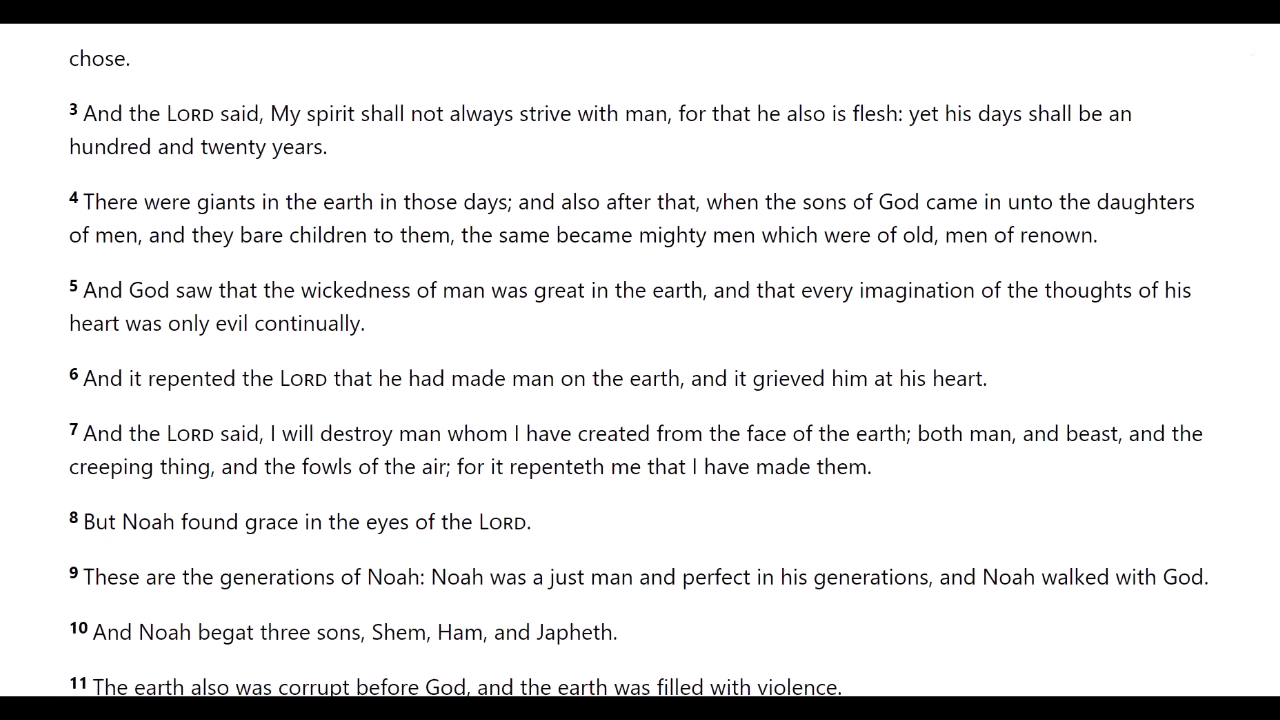 chose.
3 And the LORD said, My spirit shall not always strive with man, for that he also is flesh: yet his days shall be an
hundred and twenty years.
4 There were giants in the earth in those days; and also after that, when the sons of God came in unto the daughters
of men, and they bare children to them, the same became mighty men which were of old, men of renown.
5 And God saw that the wickedness of man was great in the earth, and that every imagination of the thoughts of his
heart was only evil continually.
6 And it repented the LORD that he had made man on the earth, and it grieved him at his heart.
7 And the LORD said, I will destroy man whom I have created from the face of the earth; both man, and beast, and the
creeping thing, and the fowls of the air; for it repenteth me that I have made them.
8 But Noah found grace in the eyes of the LORD.
9 These are the generations of Noah: Noah was a just man and perfect in his generations, and Noah walked with God.
10 And Noah begat three sons, Shem, Ham, and Japheth.
11 The earth also was corrupt before God, and the earth was filled with violence.